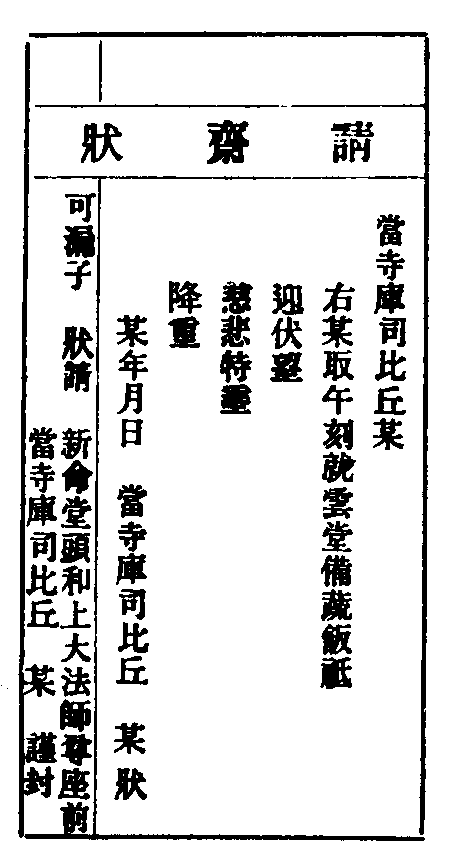 請齋狀
當寺庫司比丘某
右某取午刻就雲堂備蔬飯祗
迎伏望
慈悲特垂
降重
某年月日 當寺庫司比丘 某 狀
可漏子 狀請 新命堂頭和上大法師尊座前
當寺庫司比丘 某 謹封